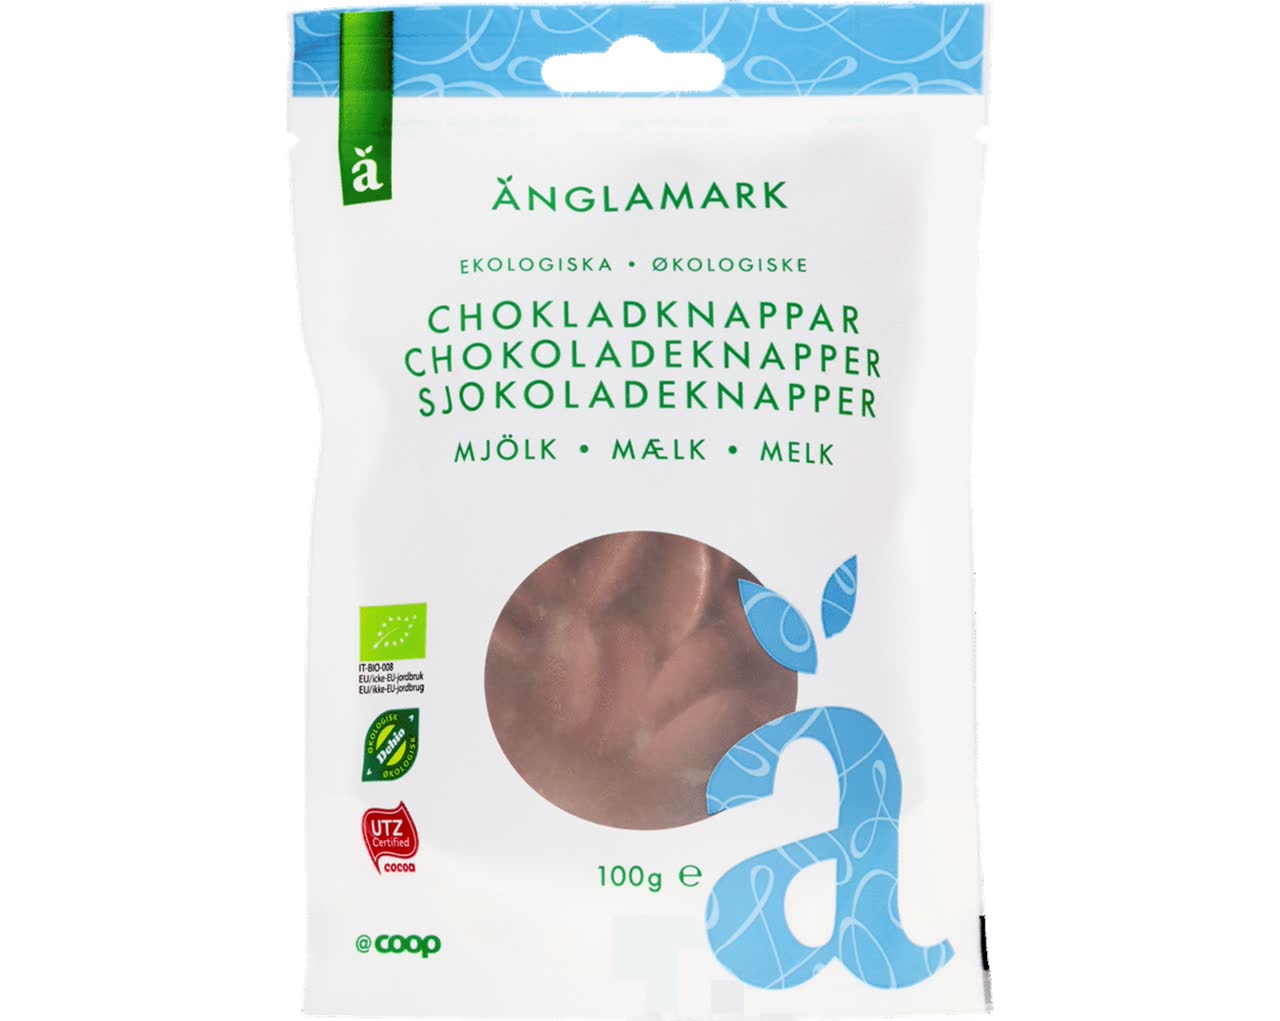 ă
ÄNGLAMARK
EKOLOGISKA • ØKOLOGISKE
CHOKLADKNAPPAR
CHOKOLADEKNAPPER
SJOKOLADEKNAPPER
MJÖLK • MÆLK • MELK
IT-BIO-008
EU/icke-EU-jordbruk
EU/ikke-EU-jordbrug
ØKOLOGISK
Debio
ØKOLOGISK
UTZ
Certified
cocoa
100g ℮
ä
@ coop